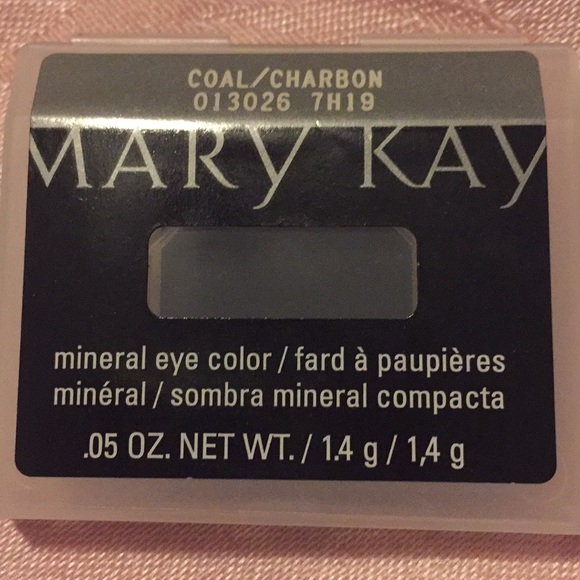 COAL/CHARBON
013026 7H19
MARY KAY
mineral eye color / fard à paupières
minéral / sombra mineral compacta
.05 OZ. NET WT. / 1.4 g / 1,4 g